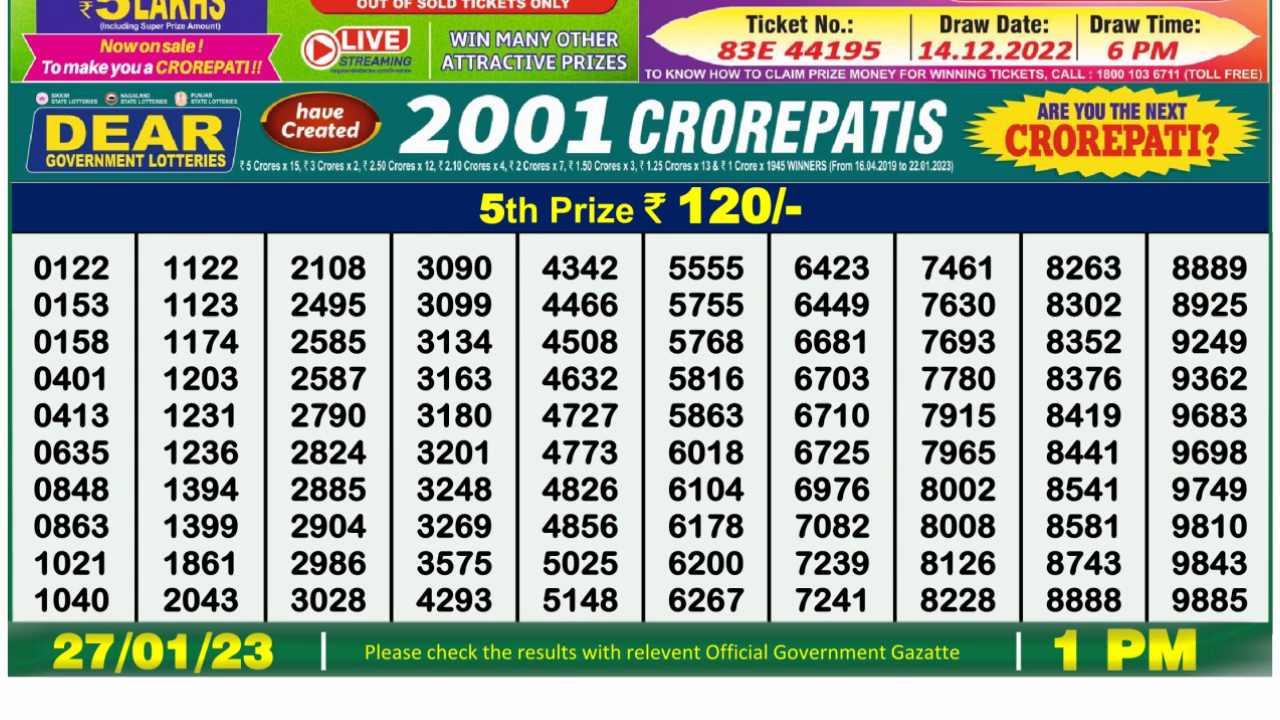 ₹5 LAKHS
(Including Super Prize Amount)
Now on sale !
To make you a CROREPATI !!
OUT OF SOLD TICKETS ONLY
LIVE
STREAMING
WIN MANY OTHER
ATTRACTIVE PRIZES
Ticket No.: Draw Date: Draw Time:
83E 44195 14.12.2022 6 PM
TO KNOW HOW TO CLAIM PRIZE MONEY FOR WINNING TICKETS, CALL : 1800 103 6711 (TOLL FREE)
SIKKIM STATE LOTTERIES NAGALAND STATE LOTTERIES PUNJAB STATE LOTTERIES
DEAR
GOVERNMENT LOTTERIES
have
Created
2001 CROREPATIS
₹ 5 Crores x 15, ₹ 3 Crores x 2, ₹ 2.50 Crores x 12, ₹ 2.10 Crores x 4, ₹ 2 Crores x 7, ₹ 1.50 Crores x 3, ₹ 1.25 Crores x 13 & ₹ 1 Crore x 1945 WINNERS (From 16.04.2019 to 22.01.2023)
ARE YOU THE NEXT
CROREPATI?
5th Prize ₹ 120/-
0122 1122 2108 3090 4342 5555 6423 7461 8263 8889
0153 1123 2495 3099 4466 5755 6449 7630 8302 8925
0158 1174 2585 3134 4508 5768 6681 7693 8352 9249
0401 1203 2587 3163 4632 5816 6703 7780 8376 9362
0413 1231 2790 3180 4727 5863 6710 7915 8419 9683
0635 1236 2824 3201 4773 6018 6725 7965 8441 9698
0848 1394 2885 3248 4826 6104 6976 8002 8541 9749
0863 1399 2904 3269 4856 6178 7082 8008 8581 9810
1021 1861 2986 3575 5025 6200 7239 8126 8743 9843
1040 2043 3028 4293 5148 6267 7241 8228 8888 9885
27/01/23 Please check the results with relevent Official Government Gazatte 1 PM